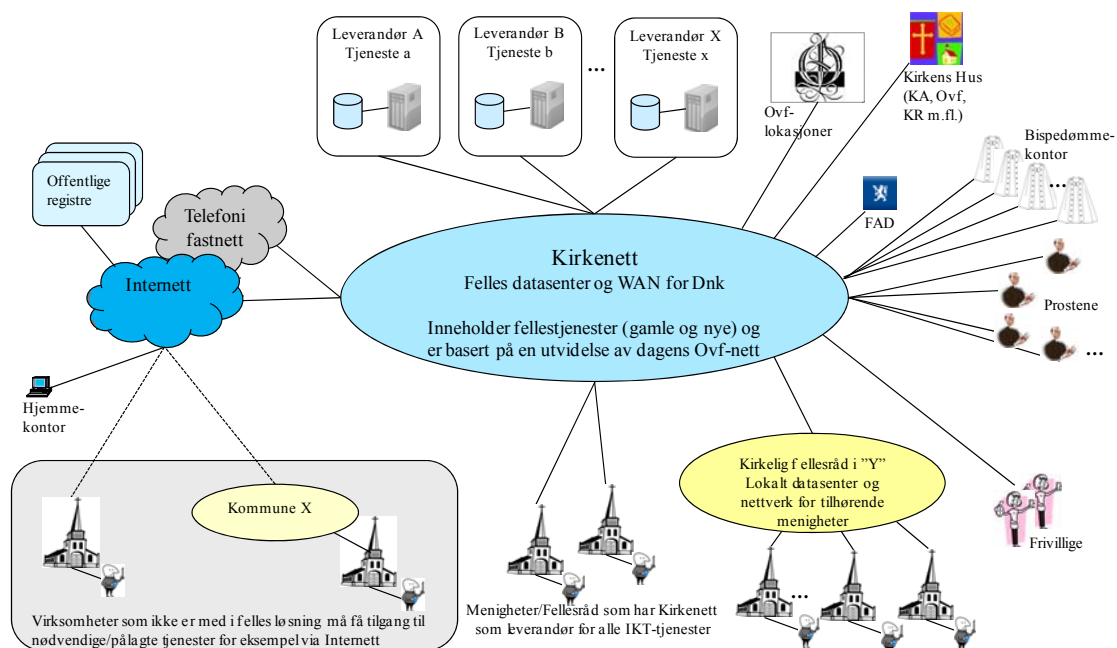 Leverandør A
Tjeneste a
Leverandør B
Tjeneste b
...
Leverandør X
Tjeneste x
Ovf-
lokasjoner
Kirkens Hus
(KA, Ovf,
KR m.fl.)
Bispedømme-
kontor
...
FAD
Prostene
...
Offentlige
registre
Telefoni
fastnett
Internett
Kirkenett
Felles datasenter og WAN for Dnk
Inneholder fellestjenester (gamle og nye) og
er basert på en utvidelse av dagens Ovf-nett
Hjemme-
kontor
Kommune X
Virksomheter som ikke er med i felles løsning må få tilgang til
nødvendige/pålagte tjenester for eksempel via Internett
Menigheter/Fellesråd som har Kirkenett
som leverandør for alle IKT-tjenester
Kirkelig fellesråd i ”Y”
Lokalt datasenter og
nettverk for tilhørende
menigheter
...
Frivillige